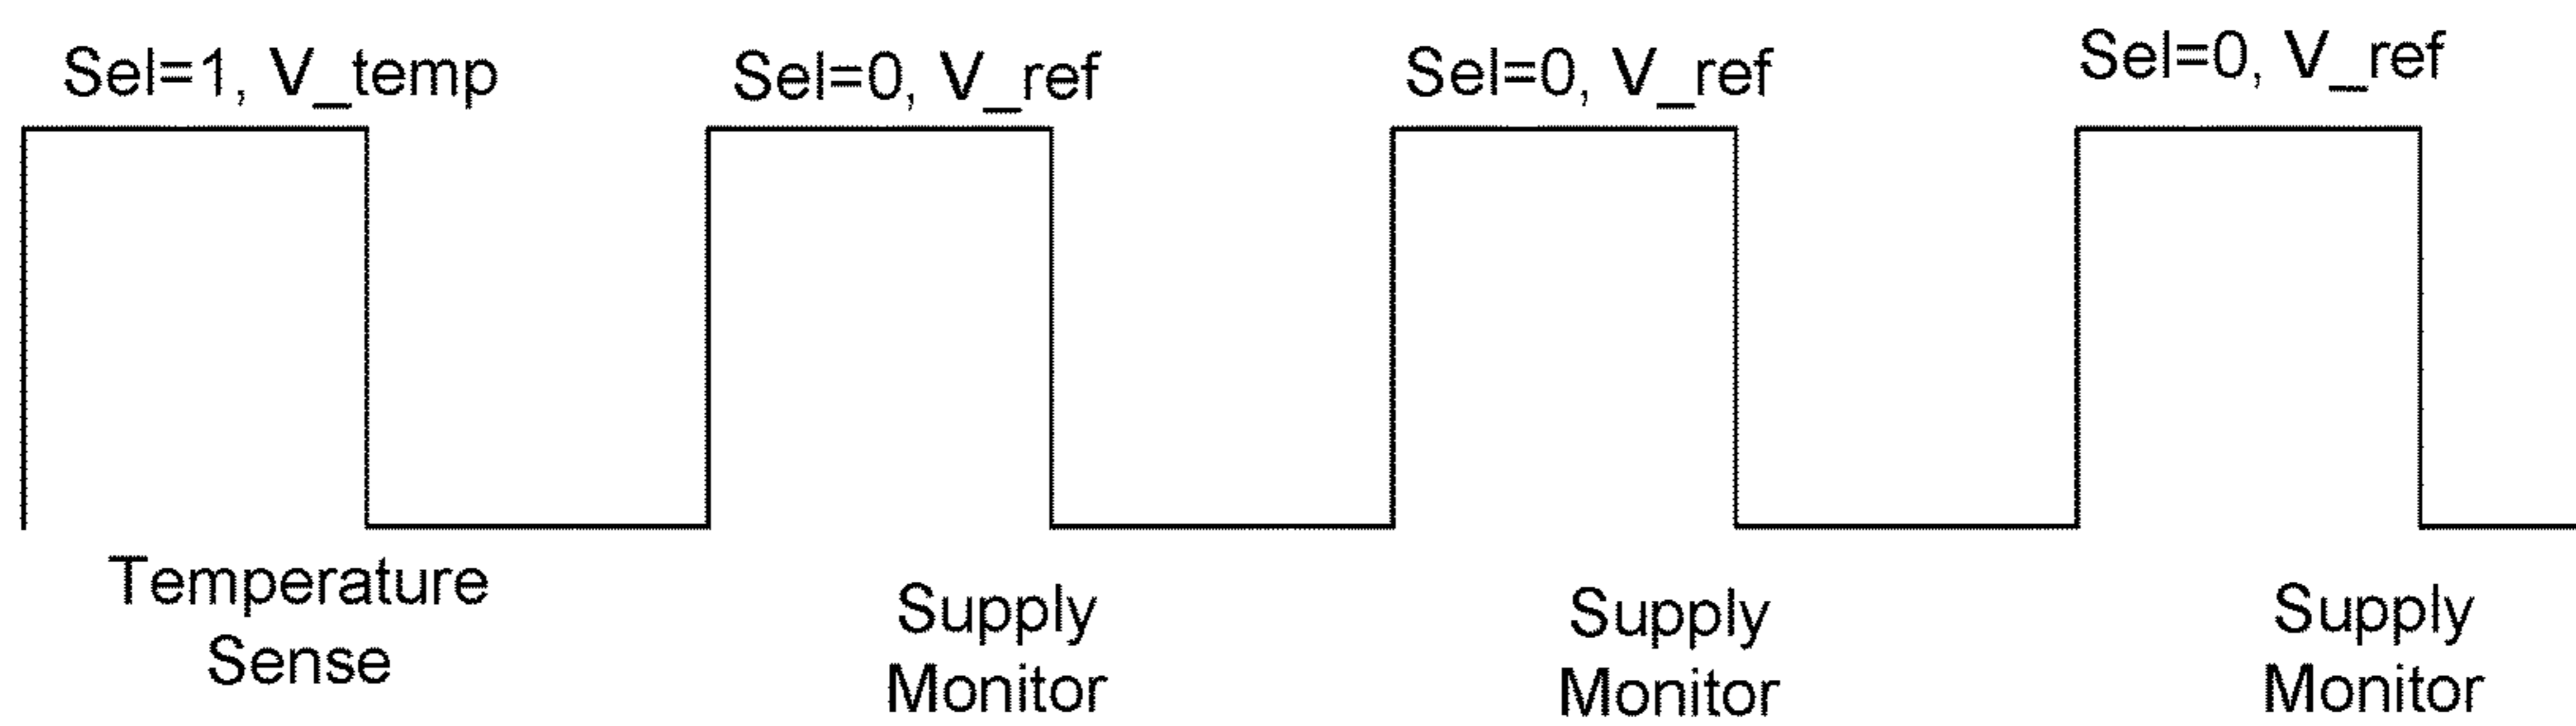 Sel=1, V_temp
Sel=0, V_ref
Sel=0, V_ref
Sel=0, V_ref
Temperature
Sense
Supply
Monitor
Supply
Monitor
Supply
Monitor